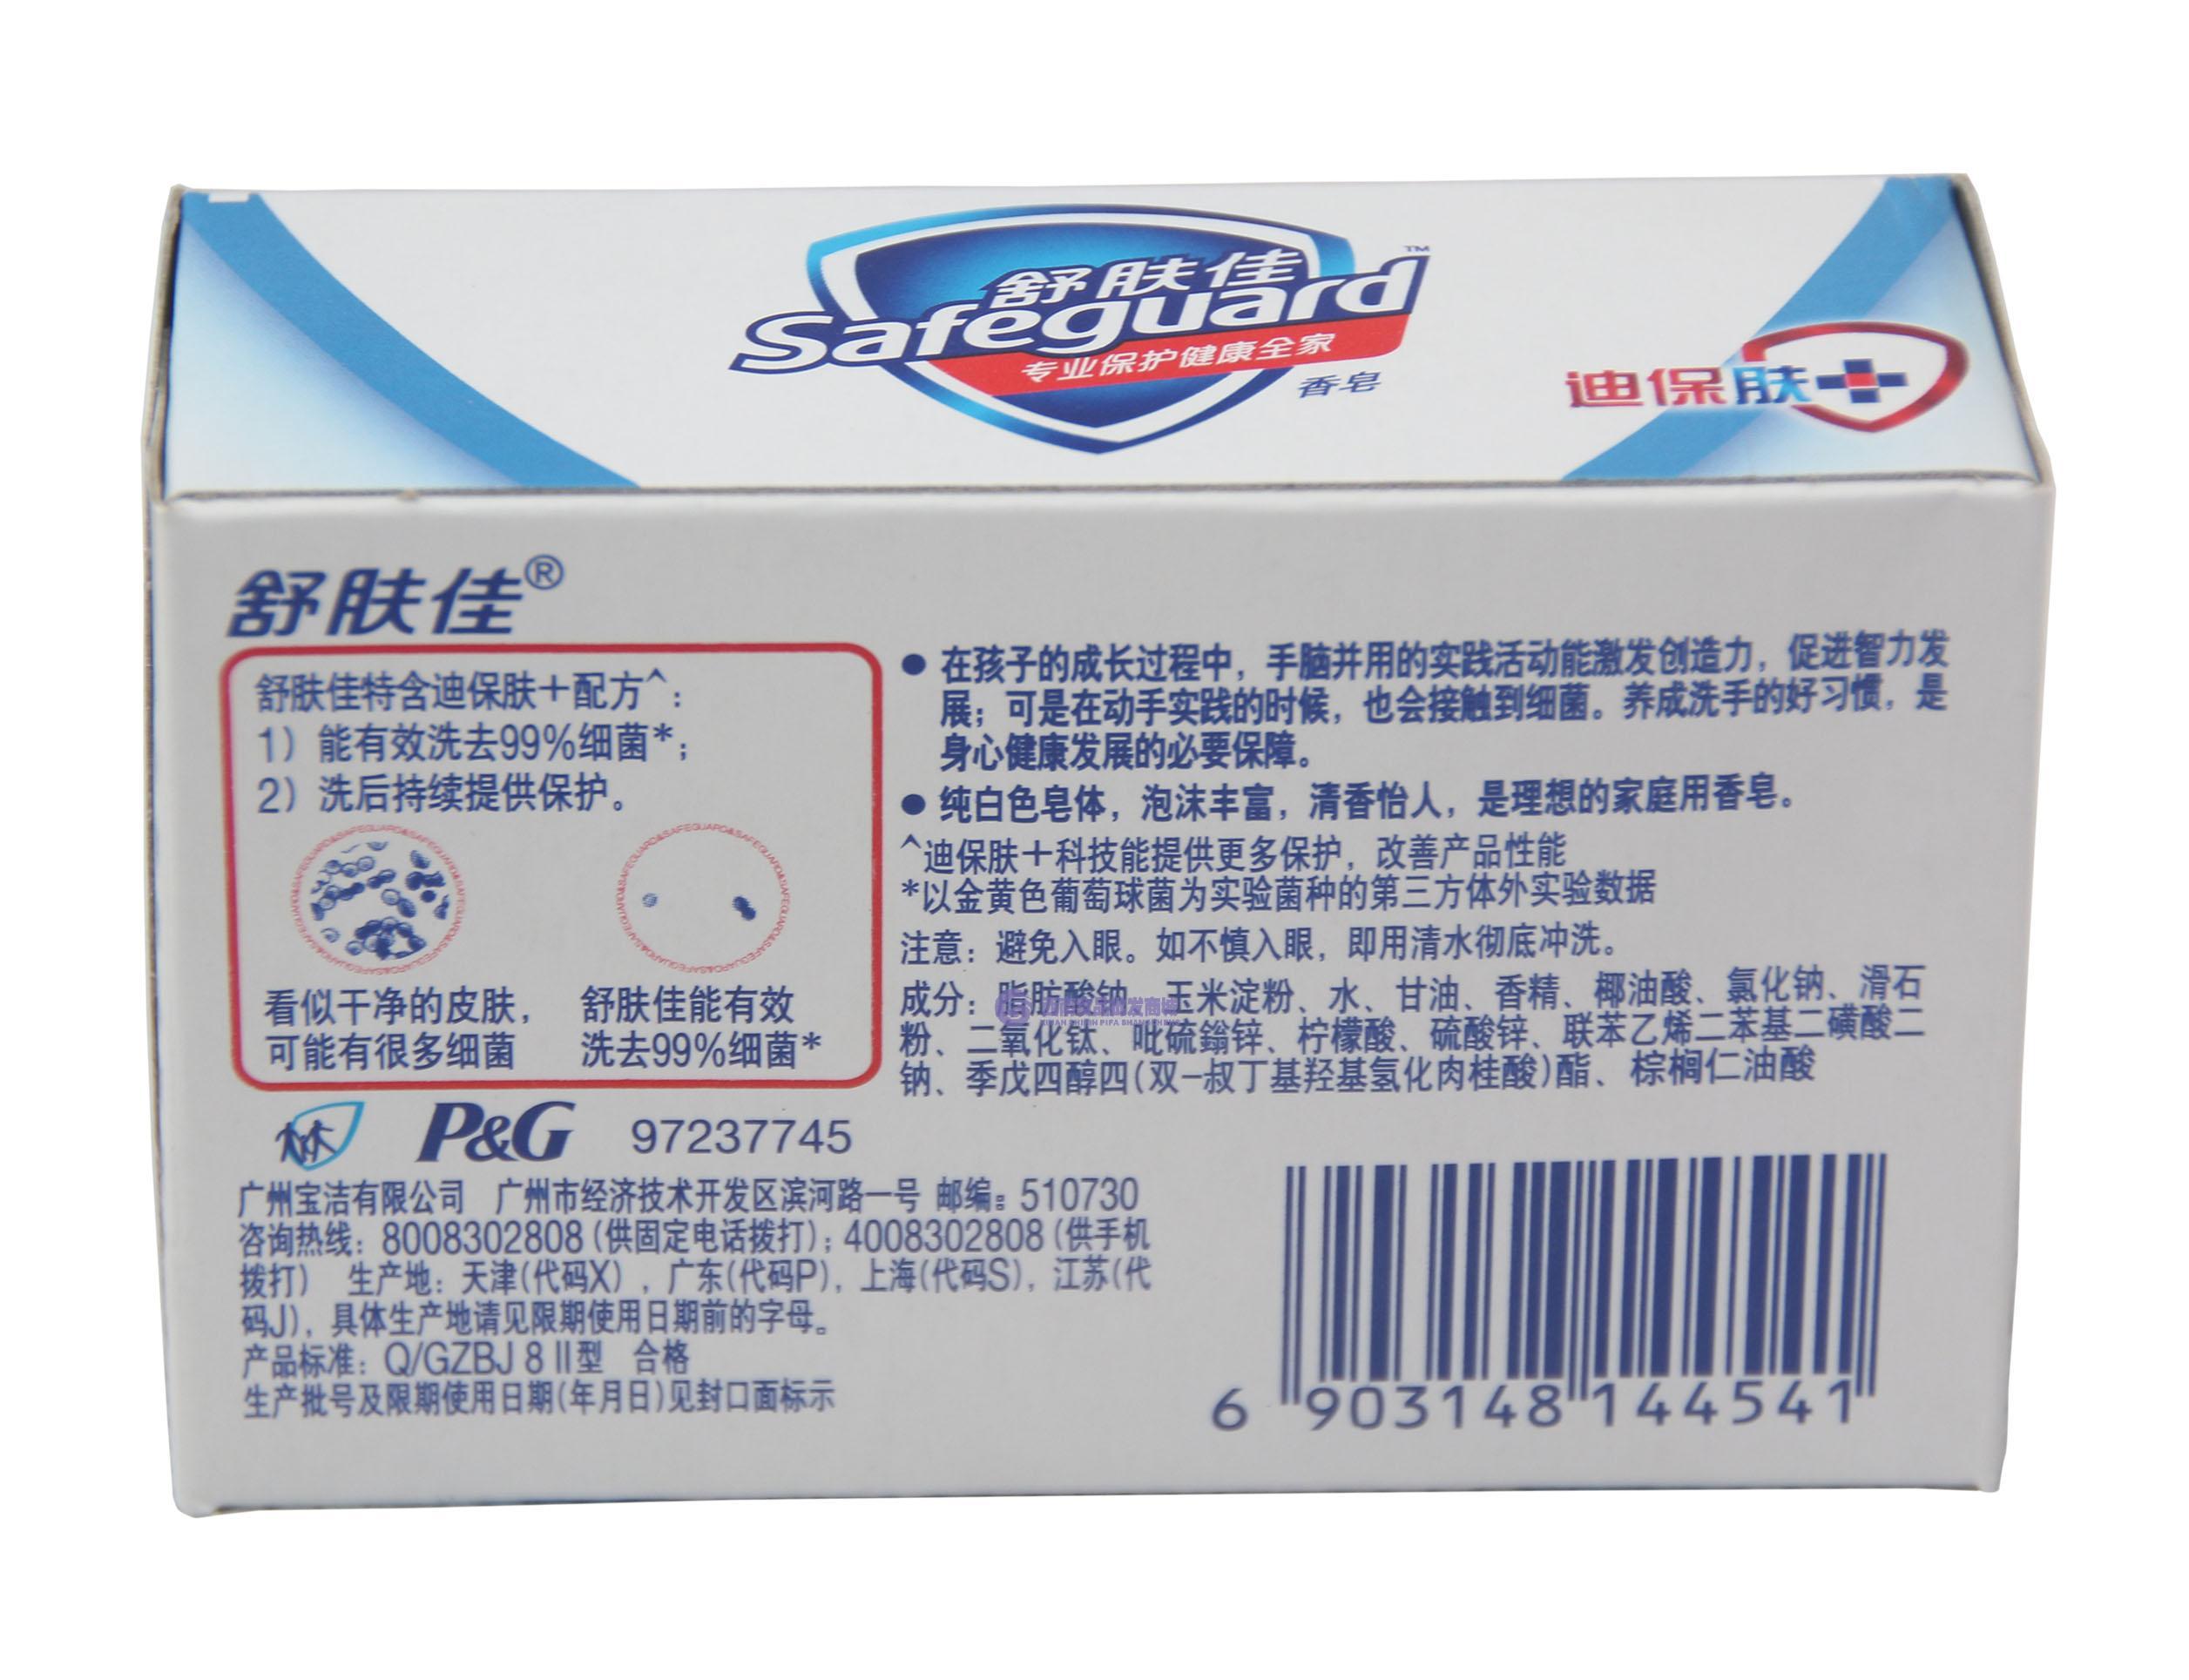 舒肤佳
Safeguard™
专业保护健康全家
香皂
迪保肤
舒肤佳®
舒肤佳特含迪保肤＋配方^：
1）能有效洗去99%细菌*；
2）洗后持续提供保护。
看似干净的皮肤，
可能有很多细菌
舒肤佳能有效
洗去99%细菌*
● 在孩子的成长过程中，手脑并用的实践活动能激发创造力，促进智力发
展；可是在动手实践的时候，也会接触到细菌。养成洗手的好习惯，是
身心健康发展的必要保障。
● 纯白色皂体，泡沫丰富，清香怡人，是理想的家庭用香皂。
^迪保肤＋科技能提供更多保护，改善产品性能
*以金黄色葡萄球菌为实验菌种的第三方体外实验数据
注意：避免入眼。如不慎入眼，即用清水彻底冲洗。
成分：脂肪酸钠、玉米淀粉、水、甘油、香精、椰油酸、氯化钠、滑石
粉、二氧化钛、吡硫鎓锌、柠檬酸、硫酸锌、联苯乙烯二苯基二磺酸二
钠、季戊四醇四(双-叔丁基羟基氢化肉桂酸)酯、棕榈仁油酸
P&G 97237745
广州宝洁有限公司 广州市经济技术开发区滨河路一号 邮编：510730
咨询热线：8008302808(供固定电话拨打)；4008302808(供手机
拨打) 生产地：天津(代码X)，广东(代码P)，上海(代码S)，江苏(代
码J)，具体生产地请见限期使用日期前的字母。
产品标准：Q/GZBJ 8 II型 合格
生产批号及限期使用日期(年月日)见封口面标示
6 903148 144541